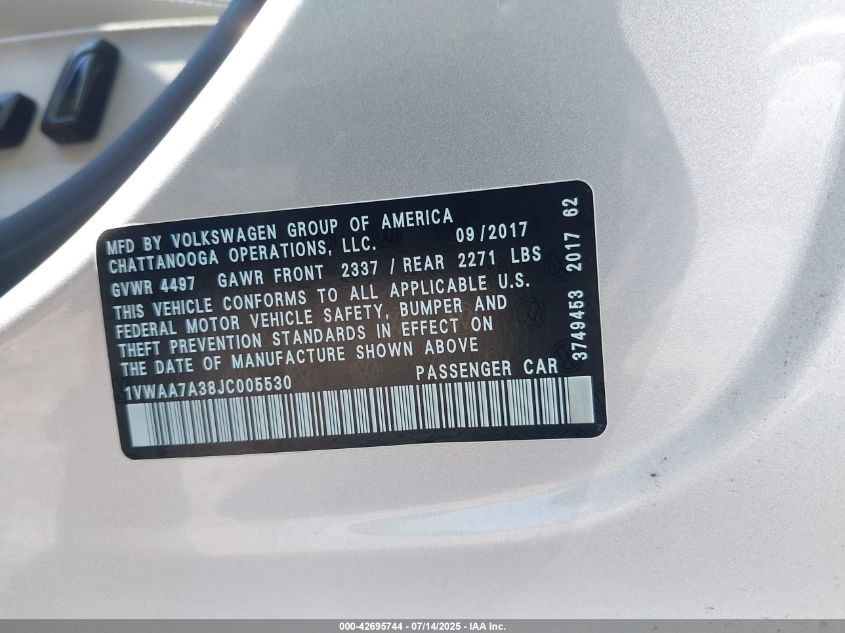 MFD BY VOLKSWAGEN GROUP OF AMERICA
CHATTANOOGA OPERATIONS, LLC. 09/2017
GVWR 4497 GAWR FRONT 2337 / REAR 2271 LBS
THIS VEHICLE CONFORMS TO ALL APPLICABLE U.S.
FEDERAL MOTOR VEHICLE SAFETY, BUMPER AND
THEFT PREVENTION STANDARDS IN EFFECT ON
THE DATE OF MANUFACTURE SHOWN ABOVE
1VWAA7A38JC005530 PASSENGER CAR
3749453 2017 62
000-42695744 - 07/14/2025 - IAA Inc.